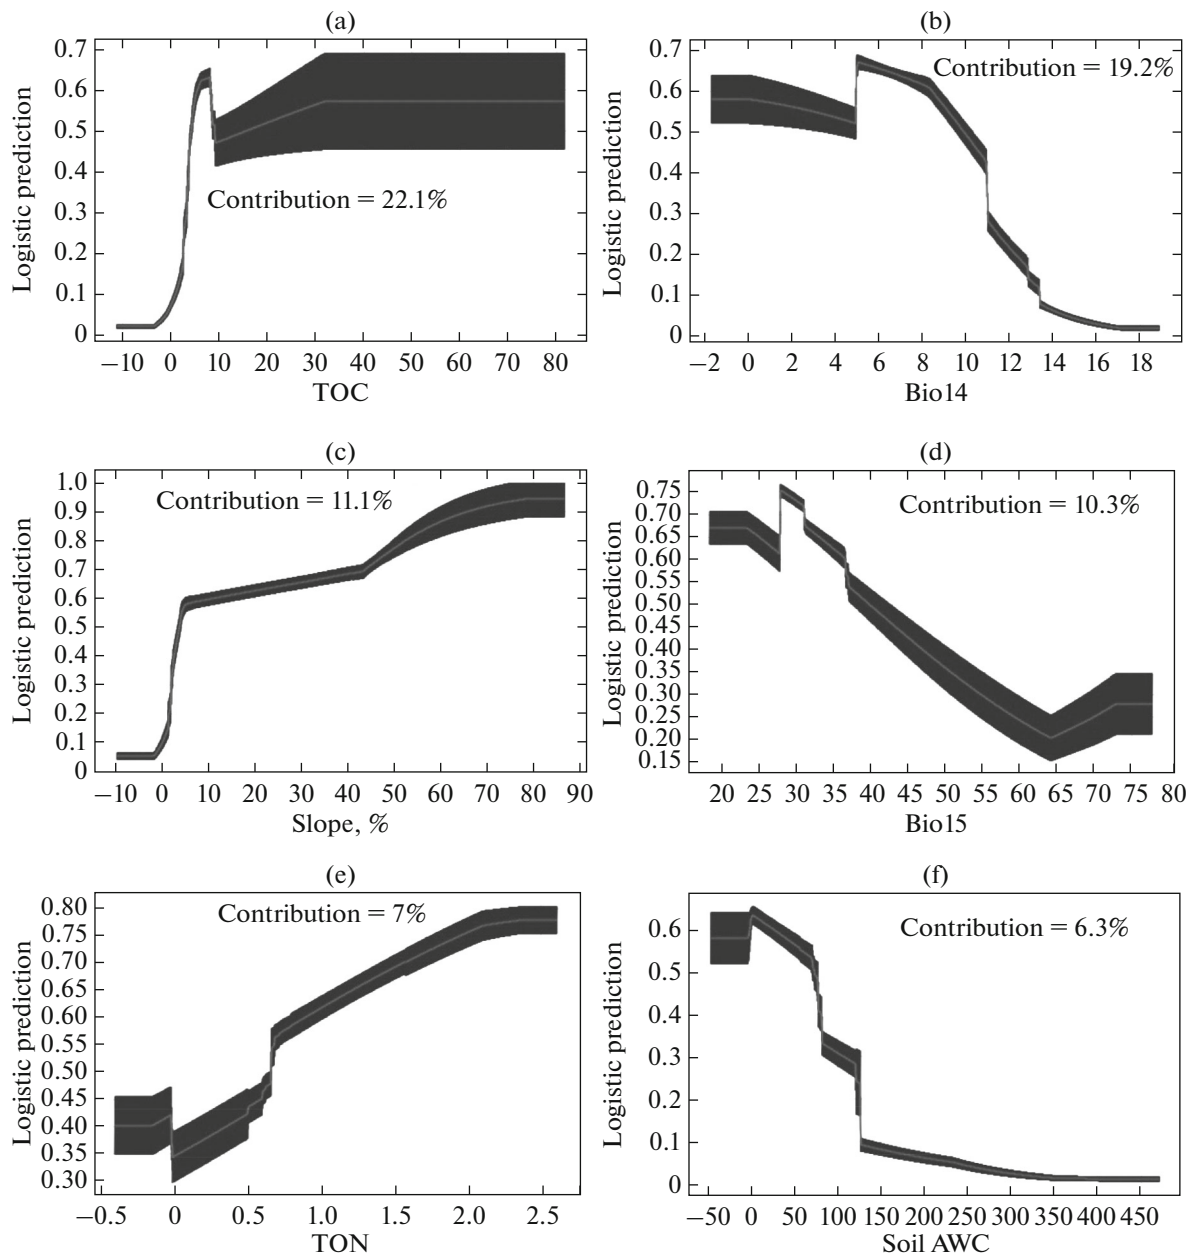 (a)
0.7
0.6
0.5
0.4
0.3
0.2
0.1
0
Logistic prediction
Contribution = 22.1%
−10 0 10 20 30 40 50 60 70 80
TOC
(b)
0.7
0.6
0.5
0.4
0.3
0.2
0.1
0
Logistic prediction
Contribution = 19.2%
−2 0 2 4 6 8 10 12 14 16 18
Bio14
(c)
1.0
0.9
0.8
0.7
0.6
0.5
0.4
0.3
0.2
0.1
0
Logistic prediction
Contribution = 11.1%
−10 0 10 20 30 40 50 60 70 80 90
Slope, %
(d)
0.75
0.70
0.65
0.60
0.55
0.50
0.45
0.40
0.35
0.30
0.25
0.20
0.15
Logistic prediction
Contribution = 10.3%
20 25 30 35 40 45 50 55 60 65 70 75 80
Bio15
(e)
0.80
0.75
0.70
0.65
0.60
0.55
0.50
0.45
0.40
0.35
0.30
Logistic prediction
Contribution = 7%
−0.5 0 0.5 1.0 1.5 2.0 2.5
TON
(f)
0.6
0.5
0.4
0.3
0.2
0.1
0
Logistic prediction
Contribution = 6.3%
−50 0 50 100 150 200 250 300 350 400 450
Soil AWC